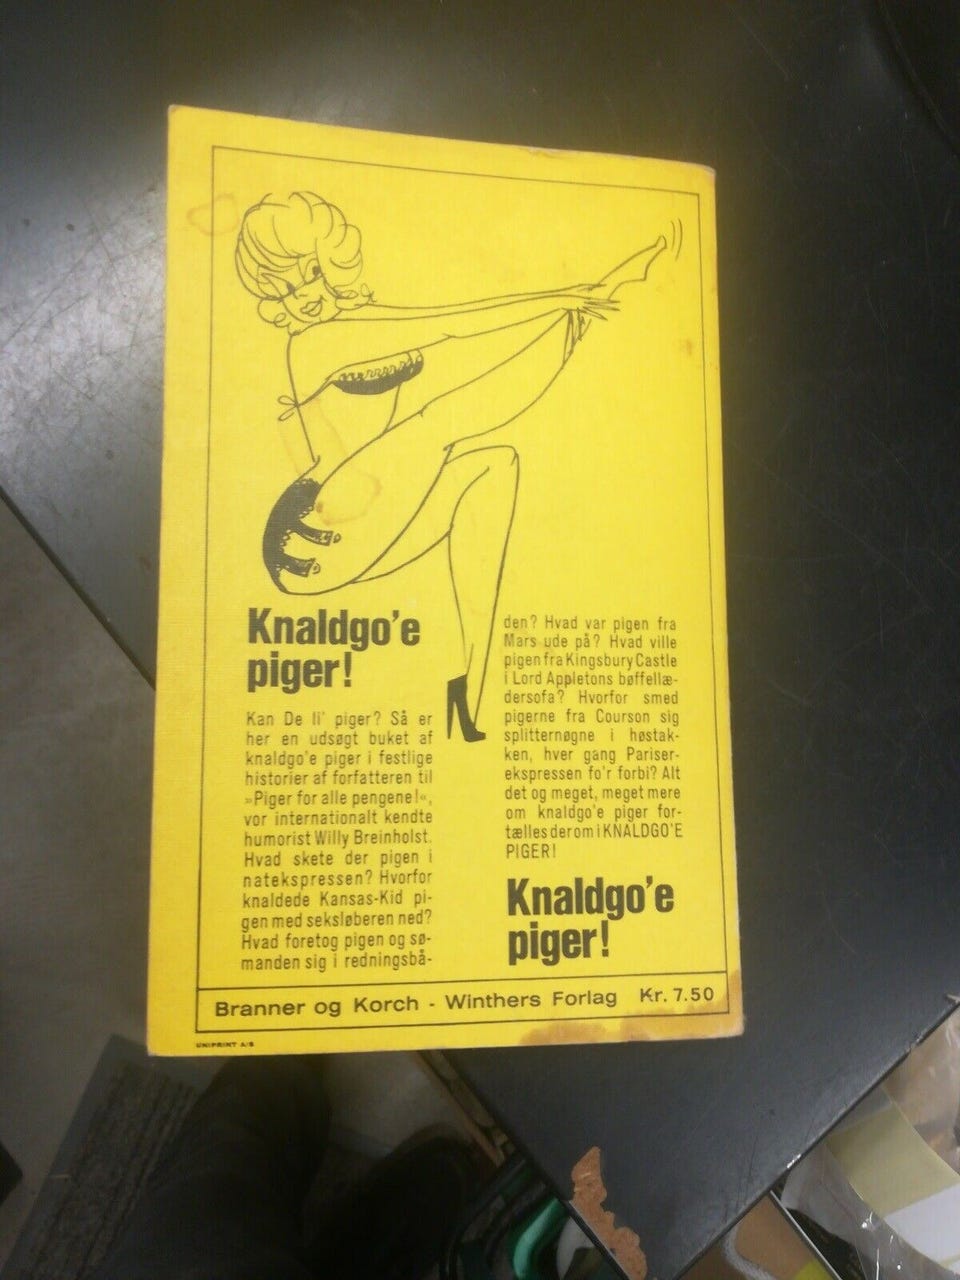 Knaldgo'e
piger!
Kan De li' piger? Så er
her en udsøgt buket af
knaldgo'e piger i festlige
historier af forfatteren til
»Piger for alle pengene!«,
vor internationalt kendte
humorist Willy Breinholst.
Hvad skete der pigen i
natekspressen? Hvorfor
knaldede Kansas-Kid pi-
gen med seksløberen ned?
Hvad foretog pigen og sø-
manden sig i redningsbå-
den? Hvad var pigen fra
Mars ude på? Hvad ville
pigen fra Kingsbury Castle
i Lord Appletons bøffellæ-
dersofa? Hvorfor smed
pigerne fra Courson sig
splitternøgne i høstak-
ken, hver gang Pariser-
ekspressen fo'r forbi? Alt
det og meget, meget mere
om knaldgo'e piger for-
tælles der om i KNALDGO'E
PIGER!
Knaldgo'e
piger!
Branner og Korch - Winthers Forlag Kr. 7.50
UNIPRINT A/S